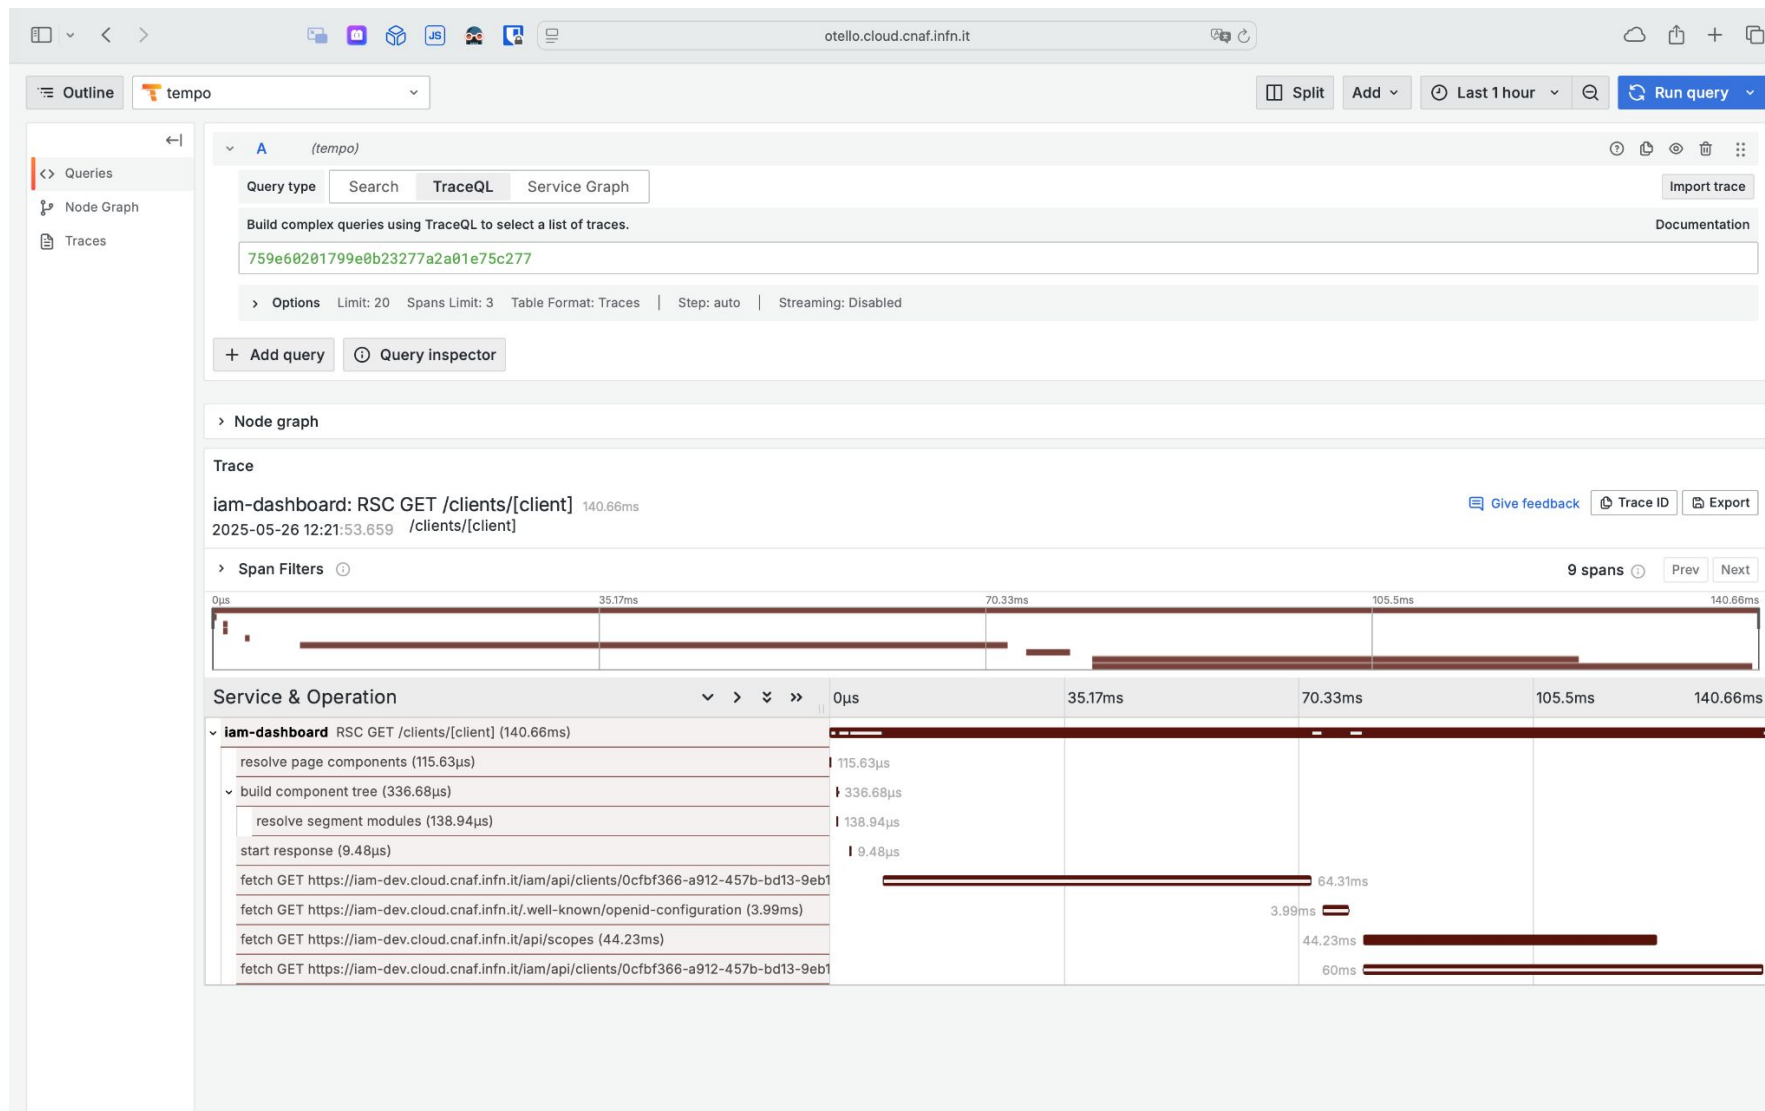 otello.cloud.cnaf.infn.it
JS
Outline
tempo
Split
Add
Last 1 hour
Run query
Queries
Node Graph
Traces
A
(tempo)
Query type
Search
TraceQL
Service Graph
Import trace
Build complex queries using TraceQL to select a list of traces.
Documentation
759e60201799e0b23277a2a01e75c277
Options Limit: 20 Spans Limit: 3 Table Format: Traces | Step: auto | Streaming: Disabled
+ Add query
Query inspector
Node graph
Trace
iam-dashboard: RSC GET /clients/[client] 140.66ms
Give feedback
Trace ID
Export
2025-05-26 12:21:53.659 /clients/[client]
Span Filters
9 spans
Prev
Next
0µs 35.17ms 70.33ms 105.5ms 140.66ms
Service & Operation
0µs 35.17ms 70.33ms 105.5ms 140.66ms
iam-dashboard RSC GET /clients/[client] (140.66ms)
resolve page components (115.63µs) 115.63µs
build component tree (336.68µs) 336.68µs
resolve segment modules (138.94µs) 138.94µs
start response (9.48µs) 9.48µs
fetch GET https://iam-dev.cloud.cnaf.infn.it/iam/api/clients/0cfbf366-a912-457b-bd13-9eb1 64.31ms
fetch GET https://iam-dev.cloud.cnaf.infn.it/.well-known/openid-configuration (3.99ms) 3.99ms
fetch GET https://iam-dev.cloud.cnaf.infn.it/api/scopes (44.23ms) 44.23ms
fetch GET https://iam-dev.cloud.cnaf.infn.it/iam/api/clients/0cfbf366-a912-457b-bd13-9eb1 60ms